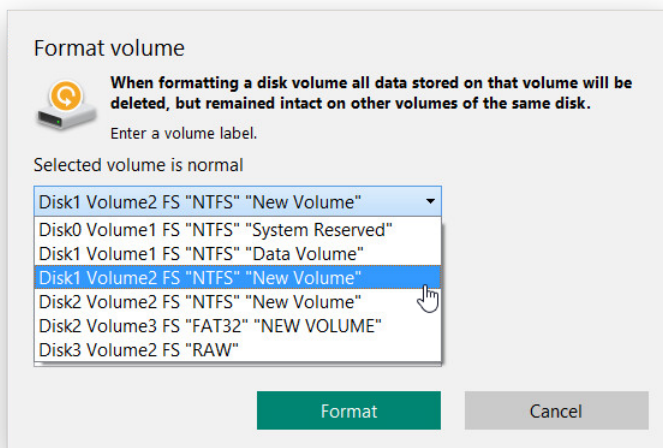 Format volume
When formatting a disk volume all data stored on that volume will be
deleted, but remained intact on other volumes of the same disk.
Enter a volume label.
Selected volume is normal
Disk1 Volume2 FS "NTFS" "New Volume"
Disk0 Volume1 FS "NTFS" "System Reserved"
Disk1 Volume1 FS "NTFS" "Data Volume"
Disk1 Volume2 FS "NTFS" "New Volume"
Disk2 Volume2 FS "NTFS" "New Volume"
Disk2 Volume3 FS "FAT32" "NEW VOLUME"
Disk3 Volume2 FS "RAW"
Format Cancel